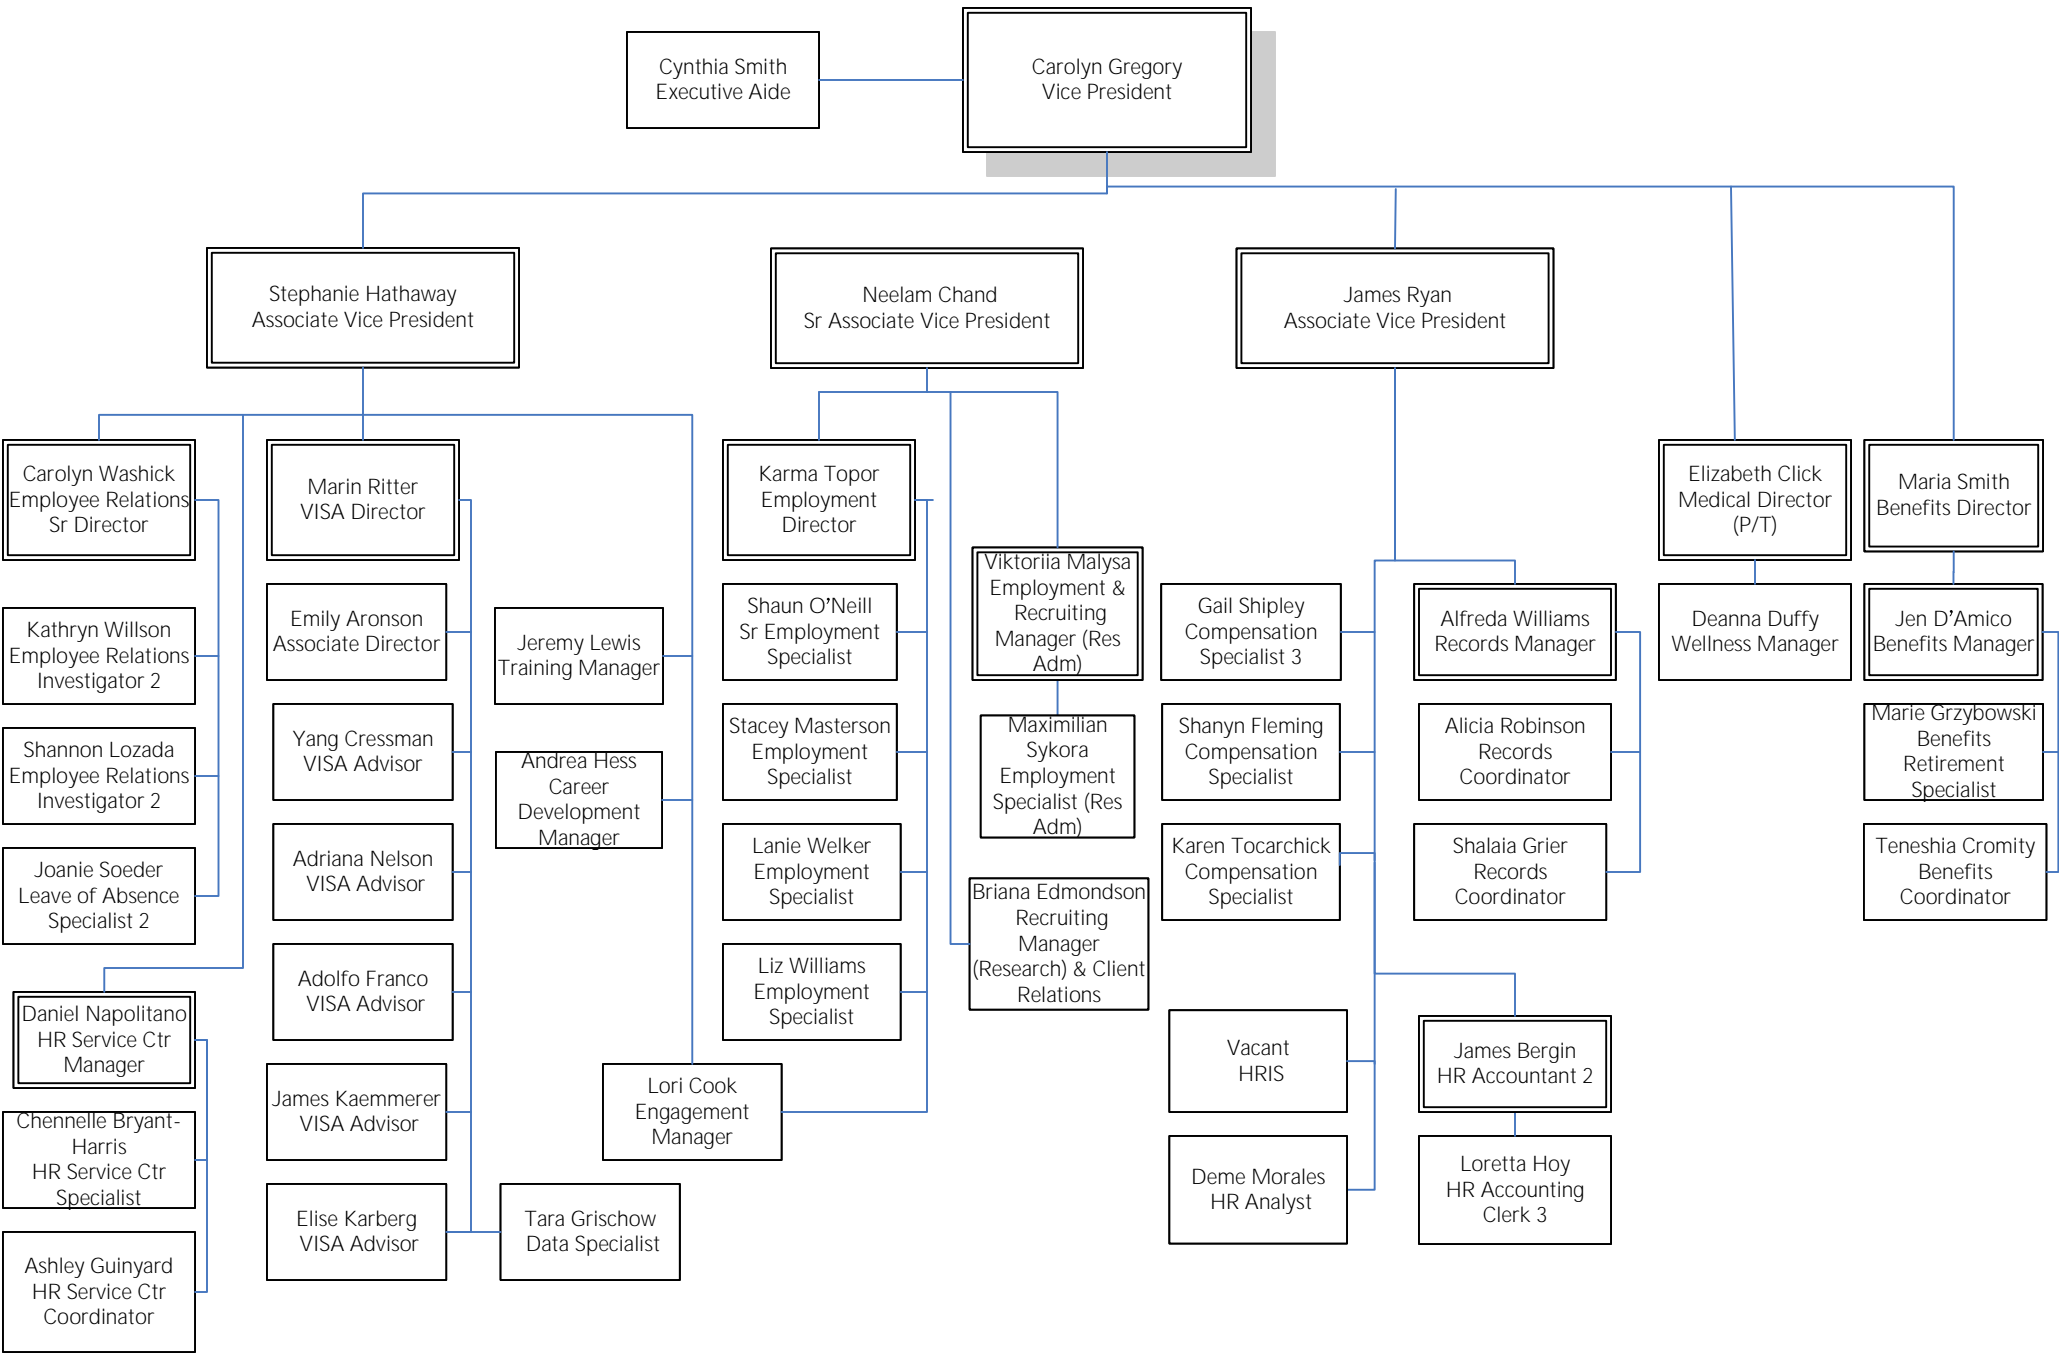 Cynthia Smith
Executive Aide
Carolyn Gregory
Vice President
Stephanie Hathaway
Associate Vice President
Neelam Chand
Sr Associate Vice President
James Ryan
Associate Vice President
Carolyn Washick
Employee Relations
Sr Director
Kathryn Willson
Employee Relations
Investigator 2
Shannon Lozada
Employee Relations
Investigator 2
Joanie Soeder
Leave of Absence
Specialist 2
Daniel Napolitano
HR Service Ctr
Manager
Chennelle Bryant-
Harris
HR Service Ctr
Specialist
Ashley Guinyard
HR Service Ctr
Coordinator
Marin Ritter
VISA Director
Emily Aronson
Associate Director
Yang Cressman
VISA Advisor
Adriana Nelson
VISA Advisor
Adolfo Franco
VISA Advisor
James Kaemmerer
VISA Advisor
Elise Karberg
VISA Advisor
Tara Grischow
Data Specialist
Jeremy Lewis
Training Manager
Andrea Hess
Career
Development
Manager
Lori Cook
Engagement
Manager
Karma Topor
Employment
Director
Shaun O’Neill
Sr Employment
Specialist
Stacey Masterson
Employment
Specialist
Lanie Welker
Employment
Specialist
Liz Williams
Employment
Specialist
Viktoriia Malysa
Employment &
Recruiting
Manager (Res
Adm)
Maximilian
Sykora
Employment
Specialist (Res
Adm)
Briana Edmondson
Recruiting
Manager
(Research) & Client
Relations
Gail Shipley
Compensation
Specialist 3
Shanyn Fleming
Compensation
Specialist
Karen Tocarchick
Compensation
Specialist
Vacant
HRIS
Deme Morales
HR Analyst
Alfreda Williams
Records Manager
Alicia Robinson
Records
Coordinator
Shalaia Grier
Records
Coordinator
James Bergin
HR Accountant 2
Loretta Hoy
HR Accounting
Clerk 3
Elizabeth Click
Medical Director
(P/T)
Deanna Duffy
Wellness Manager
Maria Smith
Benefits Director
Jen D’Amico
Benefits Manager
Marie Grzybowski
Benefits
Retirement
Specialist
Teneshia Cromity
Benefits
Coordinator